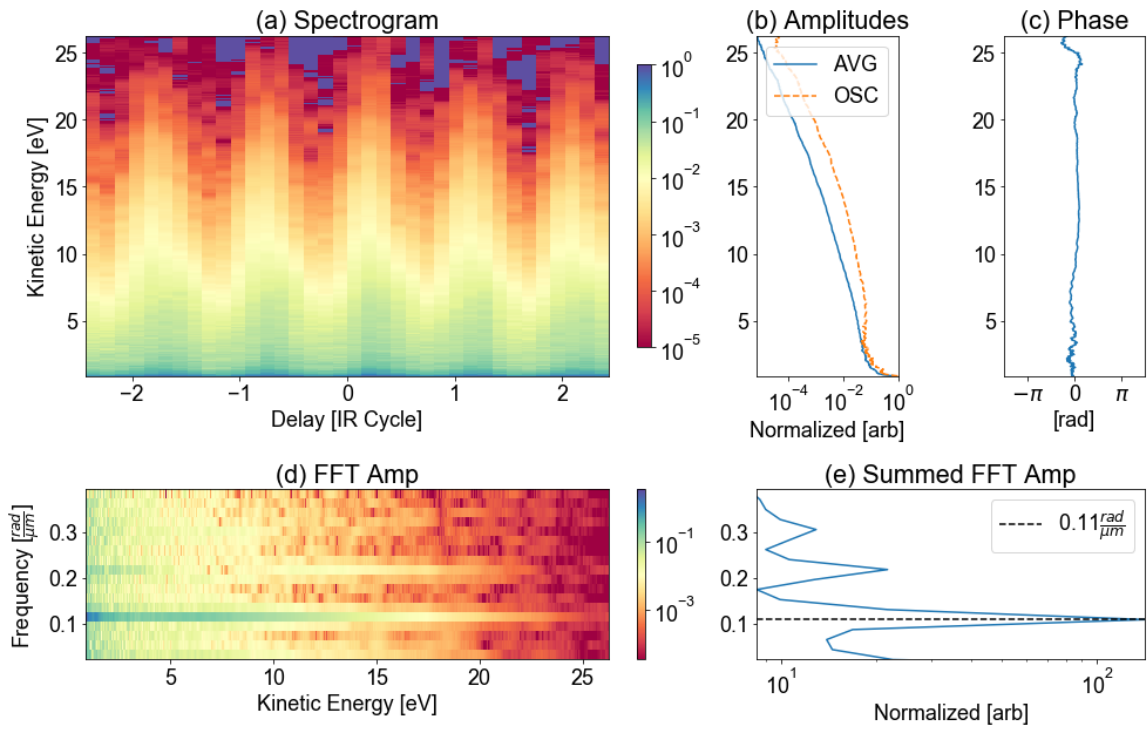 (a) Spectrogram
Kinetic Energy [eV]
25
20
15
10
5
−2
−1
0
1
2
Delay [IR Cycle]
10^0
10^-1
10^-2
10^-3
10^-4
10^-5
(b) Amplitudes
AVG
OSC
25
20
15
10
5
10^-4
10^-2
10^0
Normalized [arb]
(c) Phase
25
20
15
10
5
−π
0
π
[rad]
(d) FFT Amp
Frequency [rad/μm]
0.3
0.2
0.1
5
10
15
20
25
Kinetic Energy [eV]
10^-1
10^-3
(e) Summed FFT Amp
0.11 rad/μm
0.3
0.2
0.1
10^1
10^2
Normalized [arb]